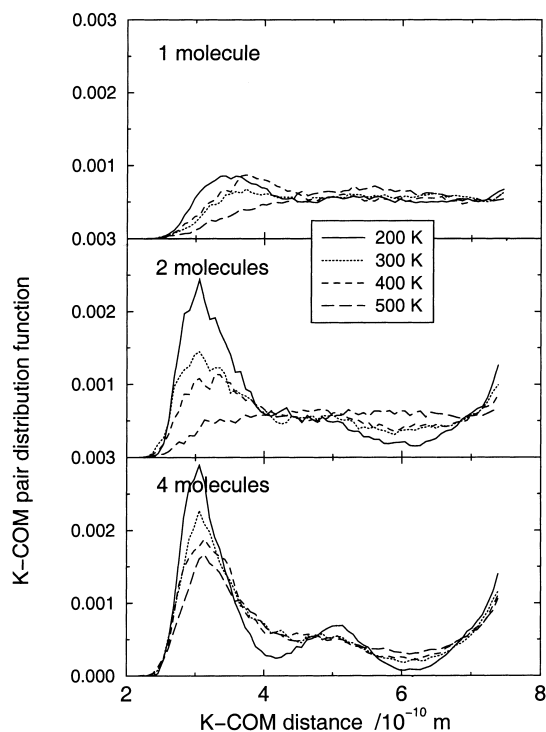 0.003
1 molecule
0.002
0.001
0.003
200 K
300 K
400 K
500 K
2 molecules
0.002
0.001
0.003
4 molecules
0.002
0.001
0.000
2
4
6
8
K−COM pair distribution function
K−COM distance /10⁻¹⁰ m